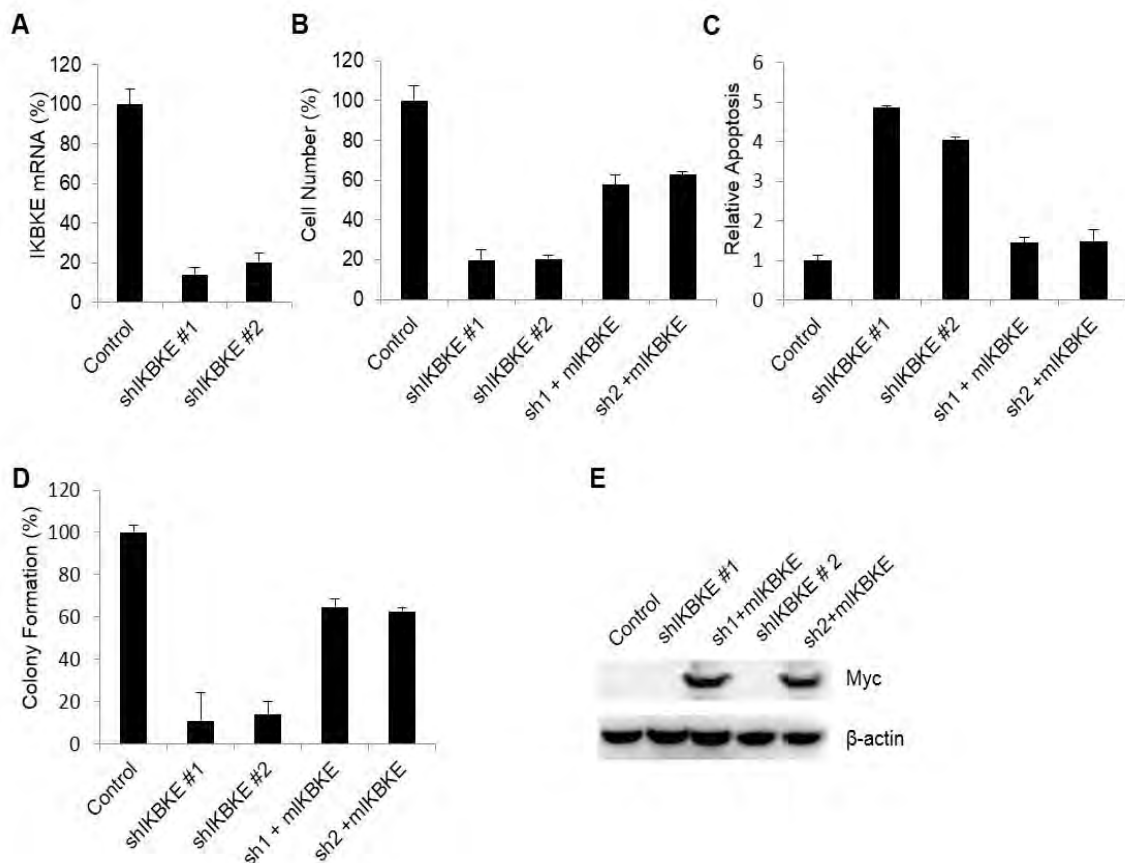 A
IKBKE mRNA (%)
120
100
80
60
40
20
0
Control
shIKBKE #1
shIKBKE #2
B
Cell Number (%)
120
100
80
60
40
20
0
Control
shIKBKE #1
shIKBKE #2
sh1 + mIKBKE
sh2 +mIKBKE
C
Relative Apoptosis
6
5
4
3
2
1
0
Control
shIKBKE #1
shIKBKE #2
sh1 + mIKBKE
sh2 +mIKBKE
D
Colony Formation (%)
120
100
80
60
40
20
0
Control
shIKBKE #1
shIKBKE #2
sh1 + mIKBKE
sh2 +mIKBKE
E
Control
shIKBKE #1
sh1+mIKBKE
shIKBKE # 2
sh2+mIKBKE
Myc
β-actin